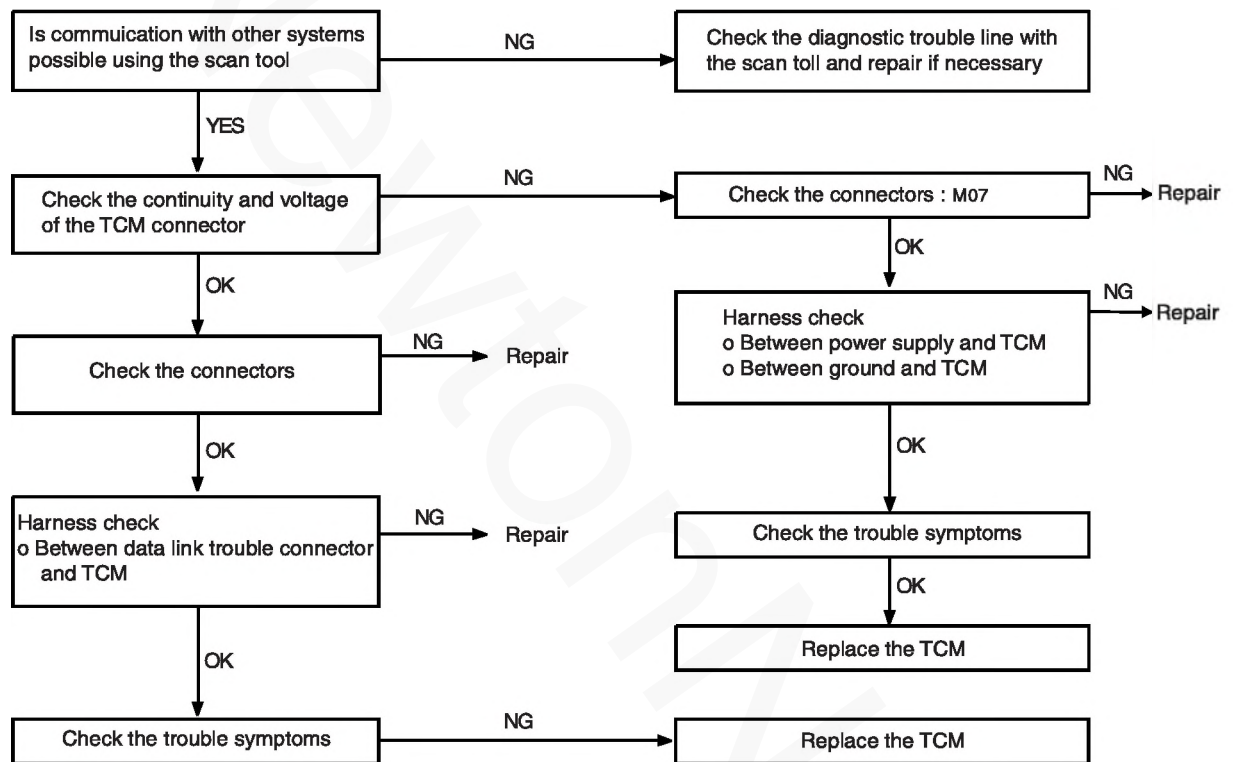 Is commuication with other systems
possible using the scan tool
NG
Check the diagnostic trouble line with
the scan toll and repair if necessary
YES
Check the continuity and voltage
of the TCM connector
NG
Check the connectors : M07
NG
Repair
OK
OK
Harness check
o Between power supply and TCM
o Between ground and TCM
NG
Repair
Check the connectors
NG
Repair
OK
OK
Harness check
o Between data link trouble connector
and TCM
NG
Repair
Check the trouble symptoms
OK
Replace the TCM
OK
Check the trouble symptoms
NG
Replace the TCM